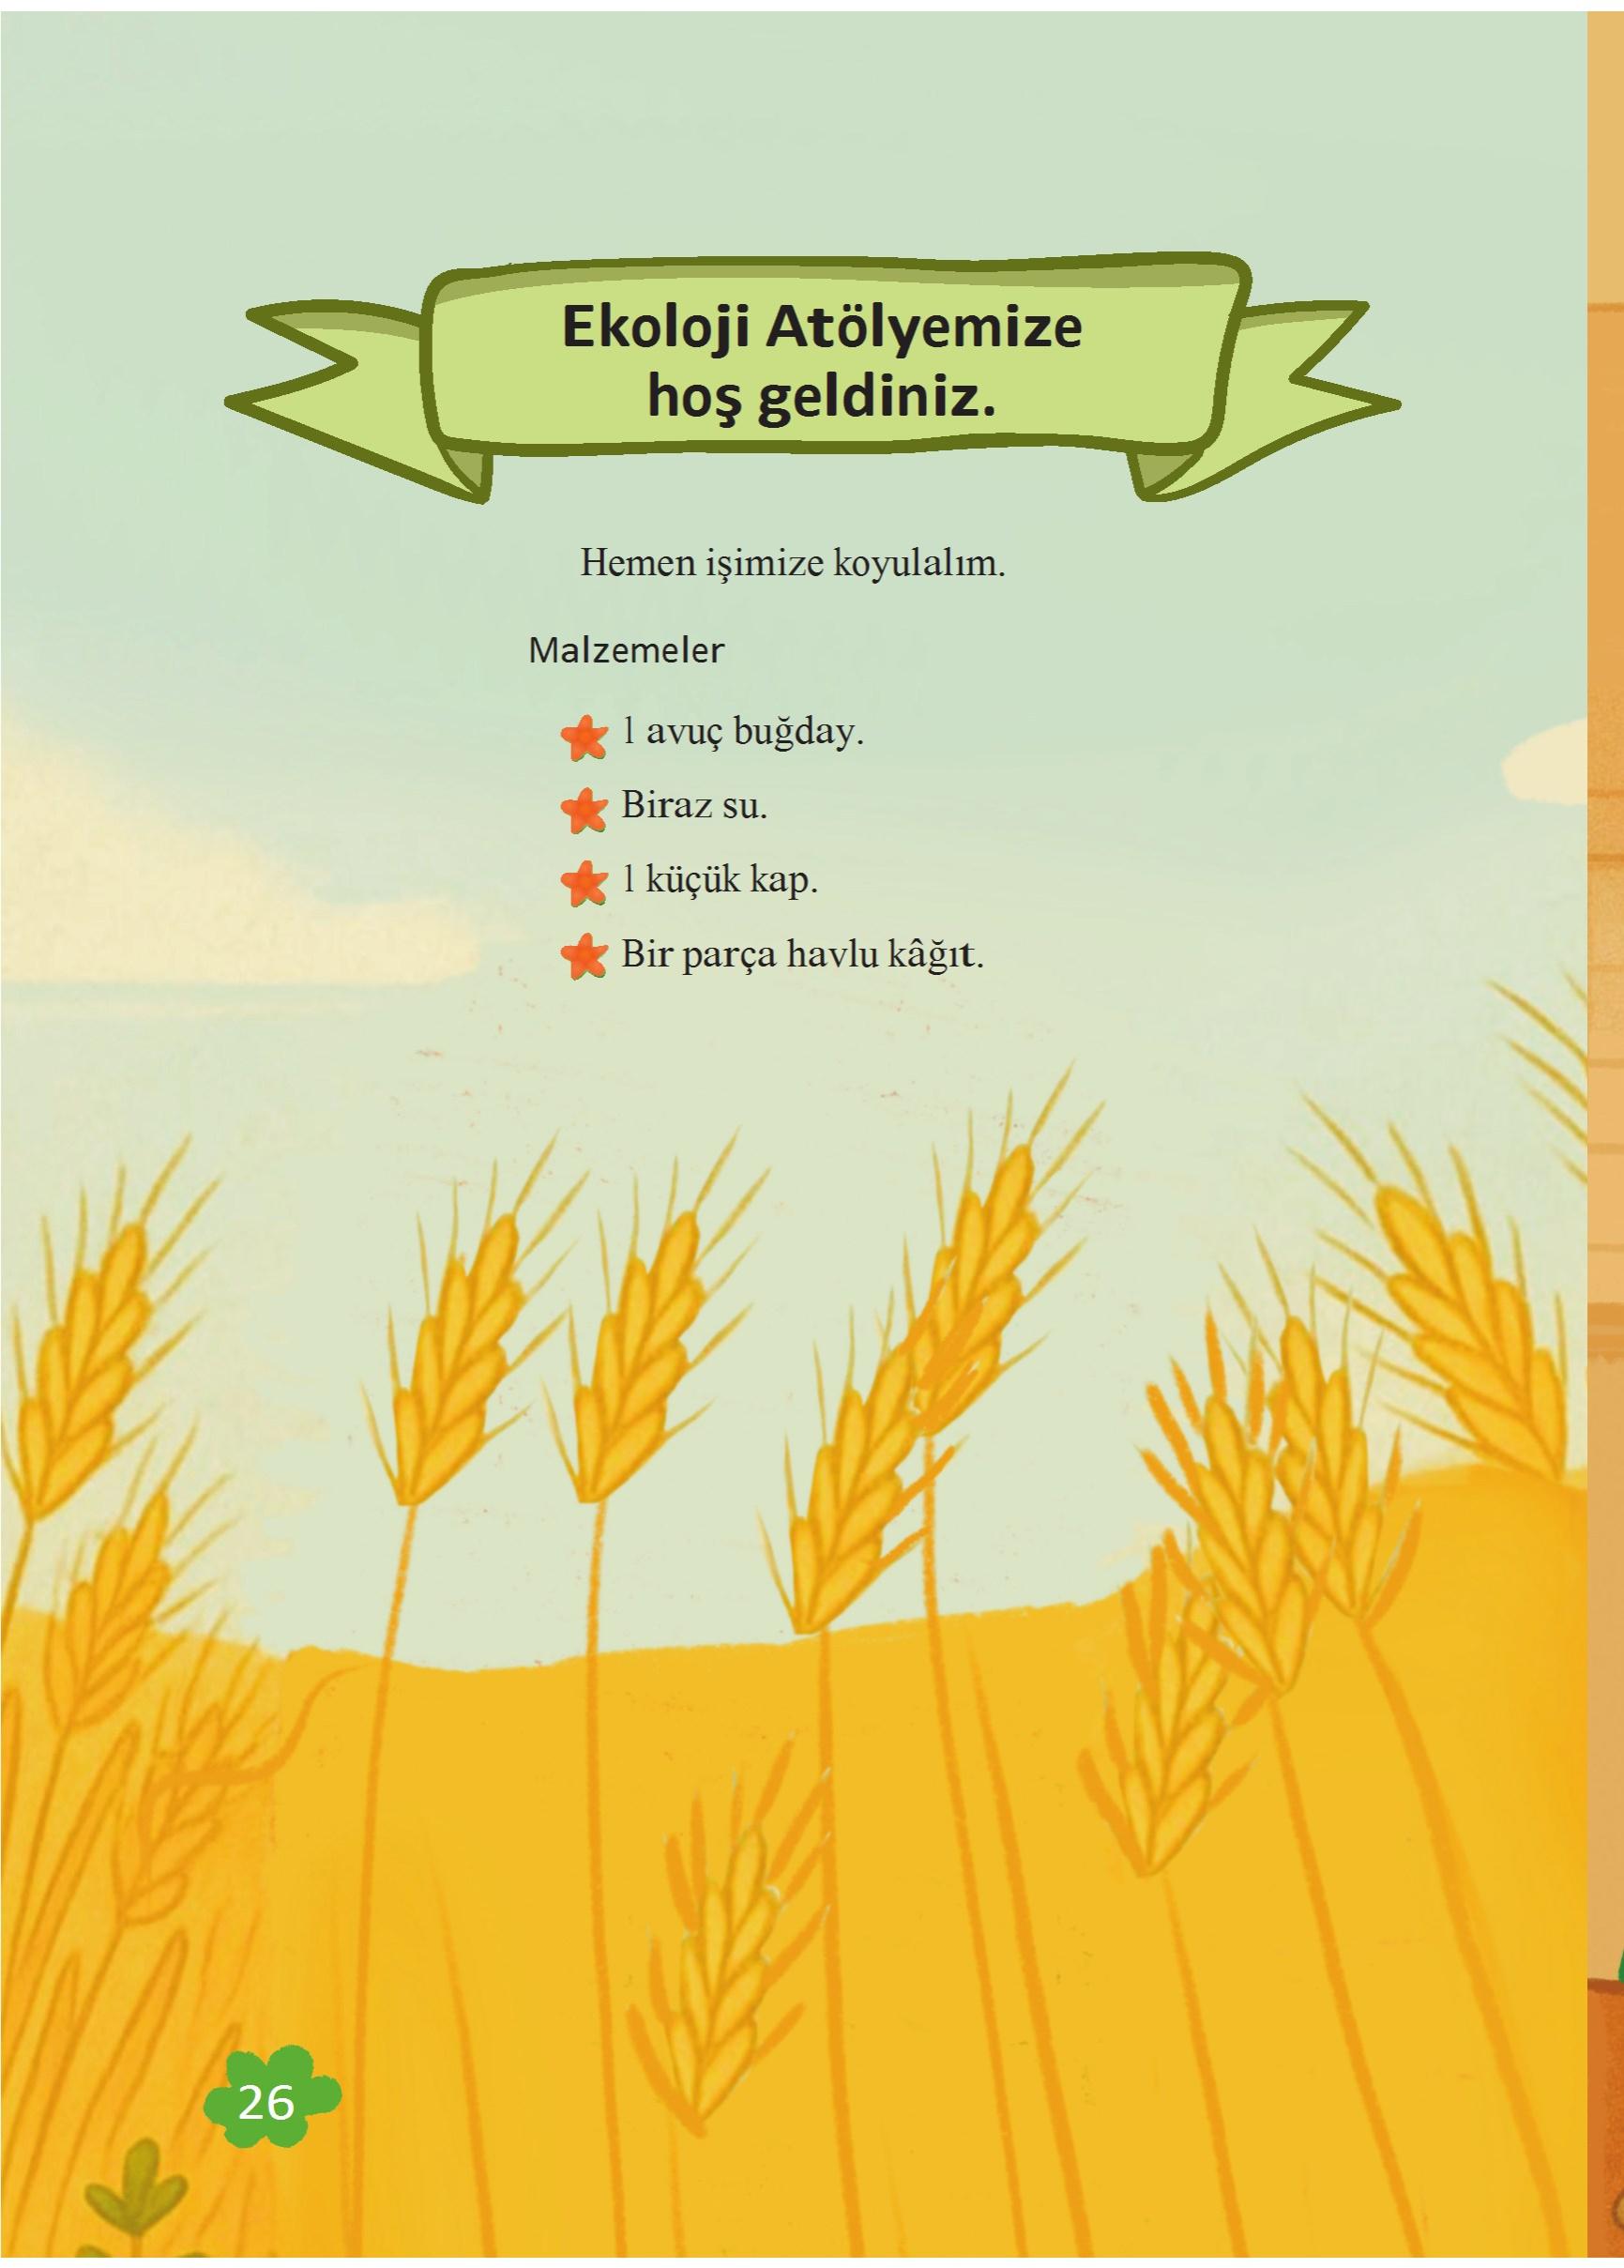 Ekoloji Atölyemize
hoş geldiniz.
Hemen işimize koyulalım.
Malzemeler
1 avuç buğday.
Biraz su.
1 küçük kap.
Bir parça havlu kâğıt.
26